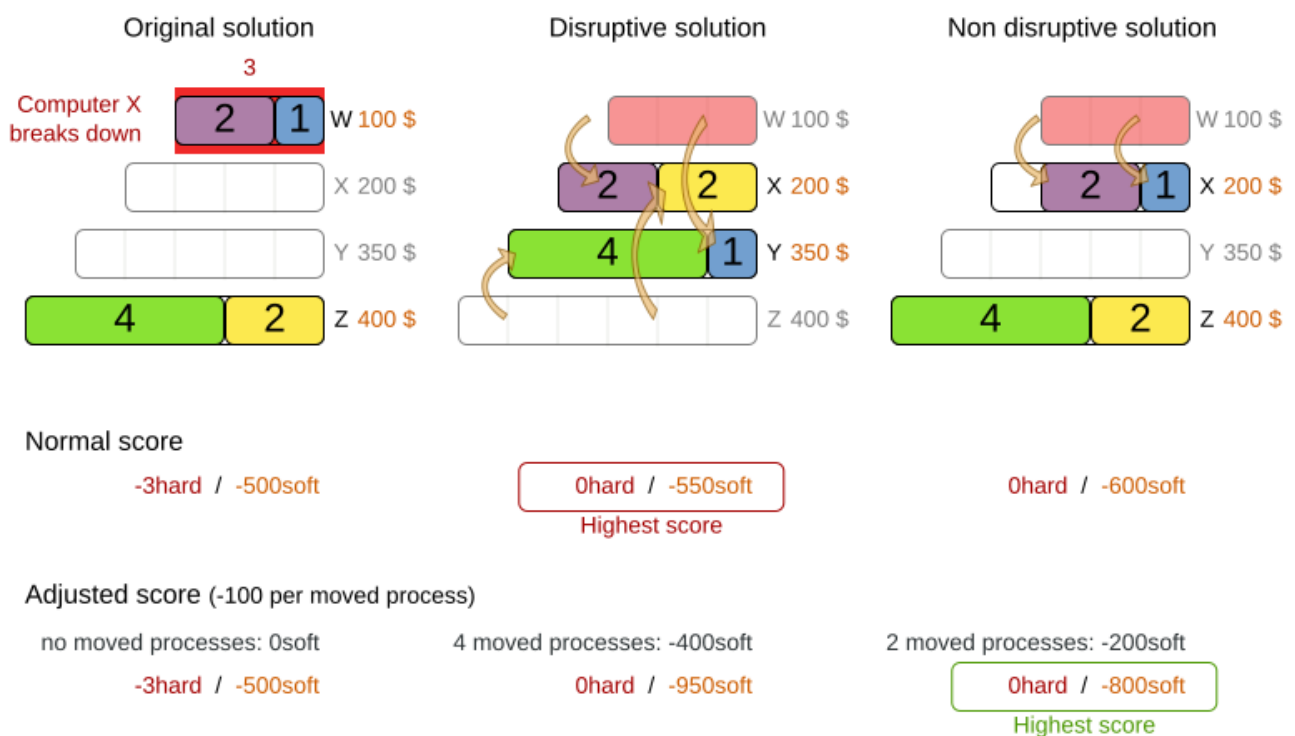 Original solution
Disruptive solution
Non disruptive solution
3
Computer X
breaks down
2 1 W 100 $
W 100 $
W 100 $
X 200 $
2 2 X 200 $
2 1 X 200 $
Y 350 $
4 1 Y 350 $
Y 350 $
4 2 Z 400 $
Z 400 $
4 2 Z 400 $
Normal score
-3hard / -500soft
0hard / -550soft
0hard / -600soft
Highest score
Adjusted score (-100 per moved process)
no moved processes: 0soft
4 moved processes: -400soft
2 moved processes: -200soft
-3hard / -500soft
0hard / -950soft
0hard / -800soft
Highest score